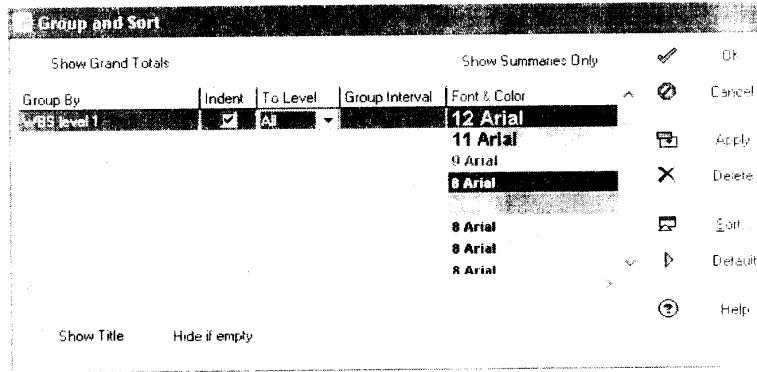 Group and Sort
Show Grand Totals
Show Summaries Only
Group By
Indent
To Level
Group Interval
Font & Color
WBS level 1
All
12 Arial
11 Arial
9 Arial
8 Arial
8 Arial
8 Arial
8 Arial
Show Title
Hide if empty
OK
Cancel
Apply
Delete
Sort...
Default
Help